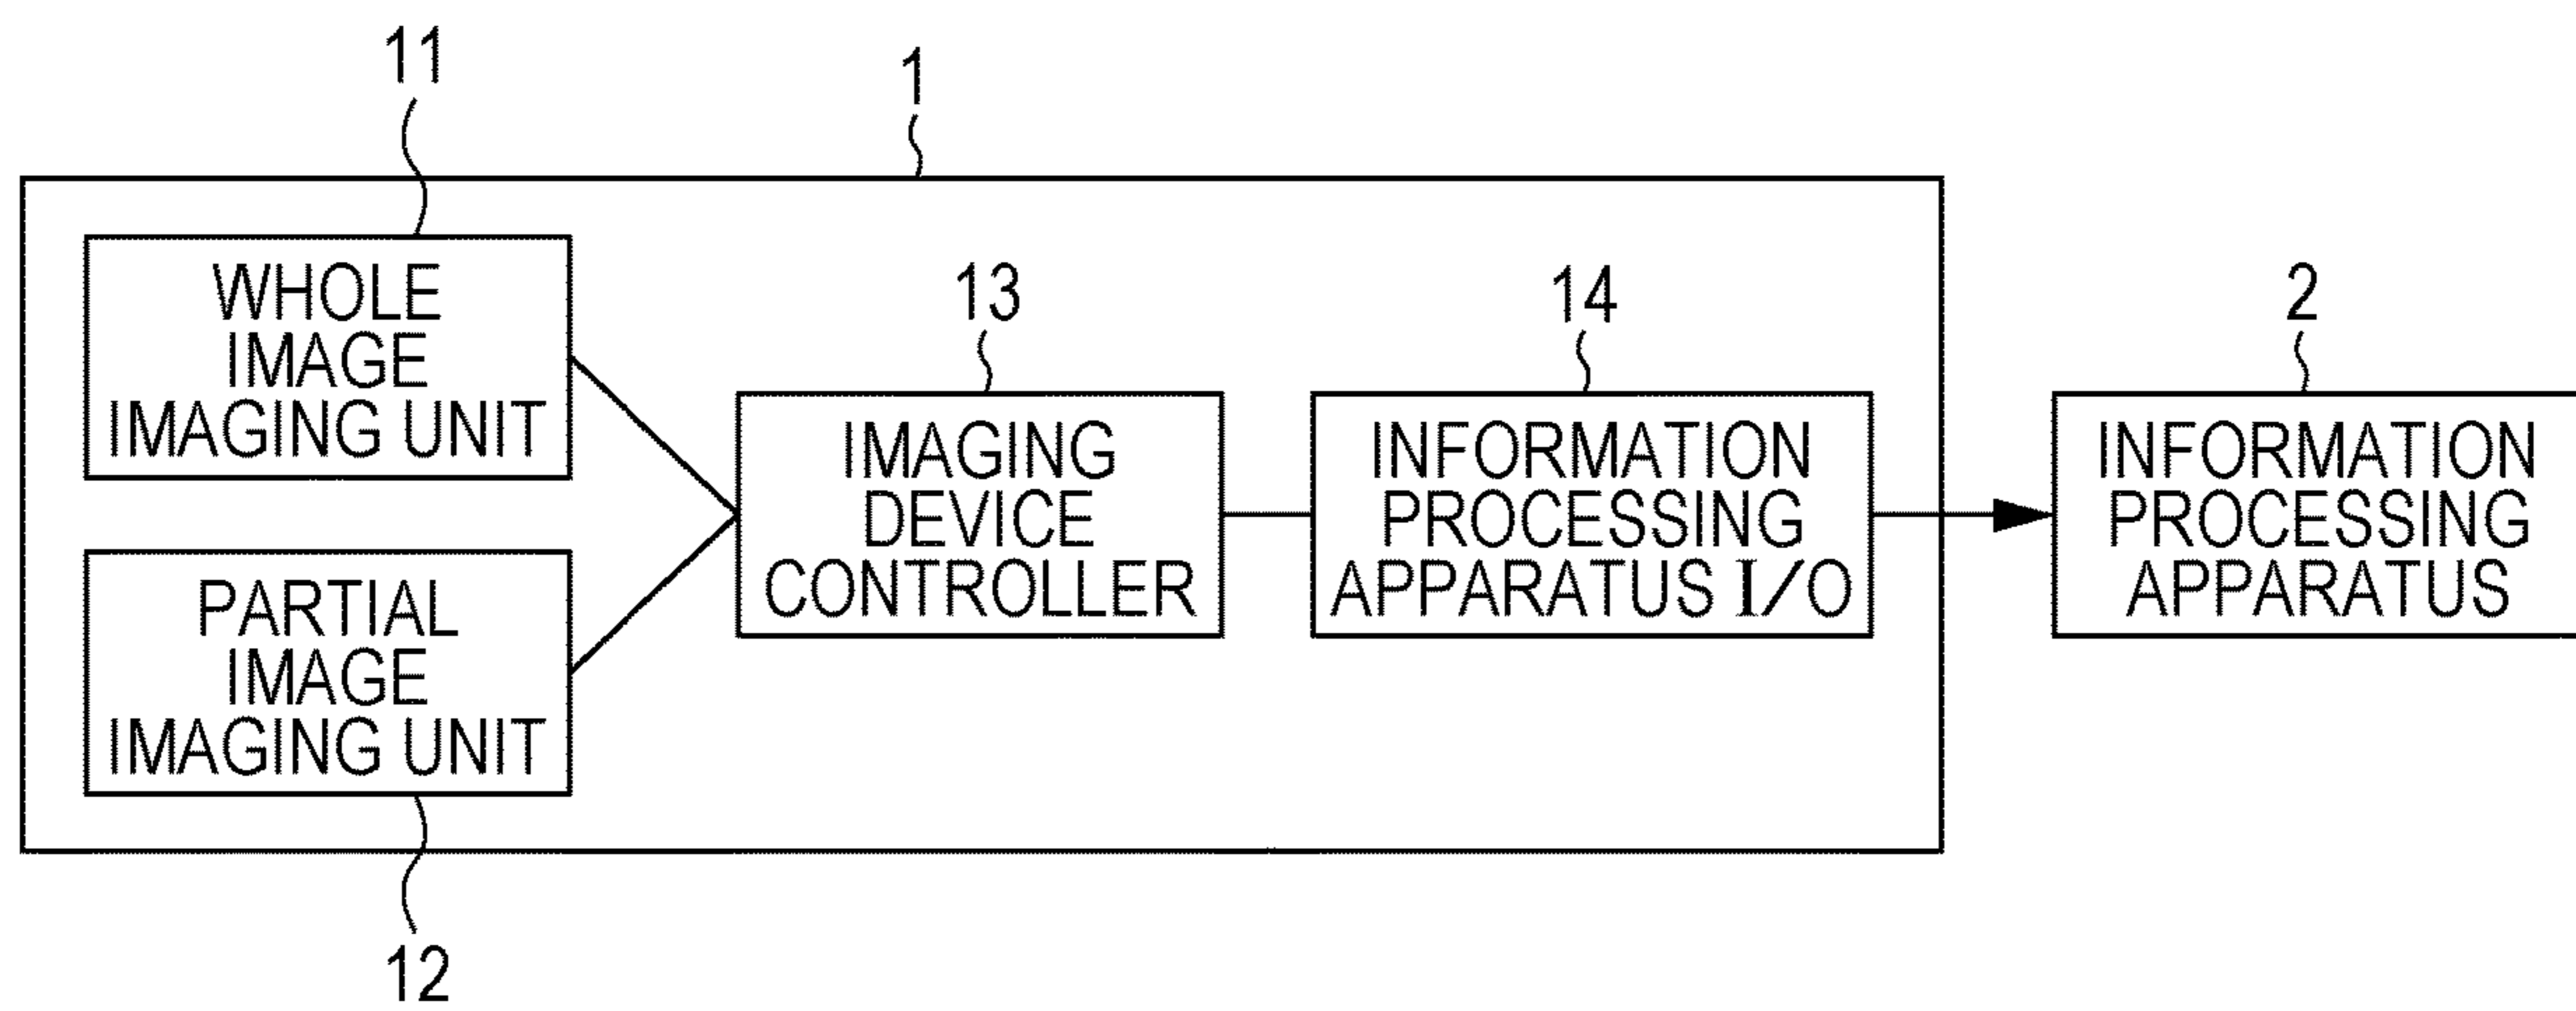 11
1
WHOLE
IMAGE
IMAGING UNIT
13
IMAGING
DEVICE
CONTROLLER
14
INFORMATION
PROCESSING
APPARATUS I/O
2
INFORMATION
PROCESSING
APPARATUS
PARTIAL
IMAGE
IMAGING UNIT
12